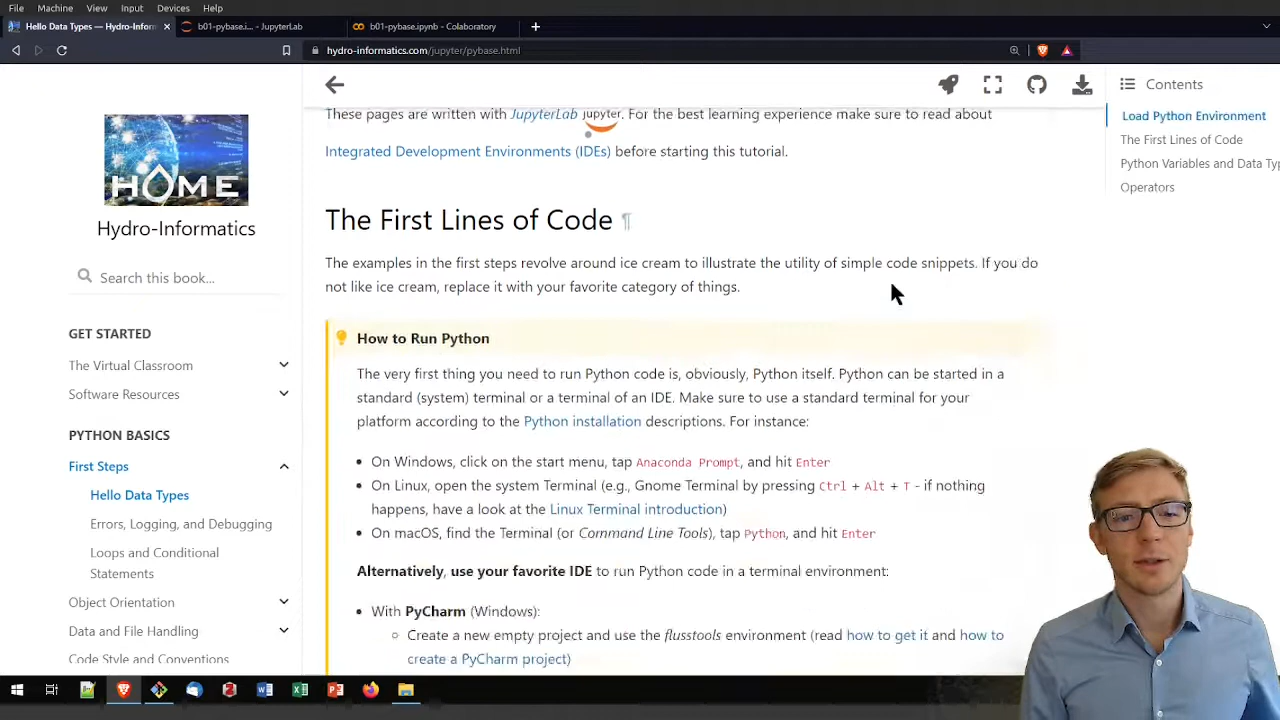 File Machine View Input Devices Help
Hello Data Types — Hydro-Inforn
b01-pybase.i... - JupyterLab
b01-pybase.ipynb - Colaboratory
hydro-informatics.com/jupyter/pybase.html
HOME
Hydro-Informatics
Search this book...
GET STARTED
The Virtual Classroom
Software Resources
PYTHON BASICS
First Steps
Hello Data Types
Errors, Logging, and Debugging
Loops and Conditional
Statements
Object Orientation
Data and File Handling
Code Style and Conventions
These pages are written with JupyterLab jupyter. For the best learning experience make sure to read about
Integrated Development Environments (IDEs) before starting this tutorial.
The First Lines of Code ¶
The examples in the first steps revolve around ice cream to illustrate the utility of simple code snippets. If you do
not like ice cream, replace it with your favorite category of things.
How to Run Python
The very first thing you need to run Python code is, obviously, Python itself. Python can be started in a
standard (system) terminal or a terminal of an IDE. Make sure to use a standard terminal for your
platform according to the Python installation descriptions. For instance:
• On Windows, click on the start menu, tap Anaconda Prompt, and hit Enter
• On Linux, open the system Terminal (e.g., Gnome Terminal by pressing Ctrl + Alt + T - if nothing
happens, have a look at the Linux Terminal introduction)
• On macOS, find the Terminal (or Command Line Tools), tap Python, and hit Enter
Alternatively, use your favorite IDE to run Python code in a terminal environment:
• With PyCharm (Windows):
◦ Create a new empty project and use the flusstools environment (read how to get it and how to
create a PyCharm project)
Contents
Load Python Environment
The First Lines of Code
Python Variables and Data Typ
Operators